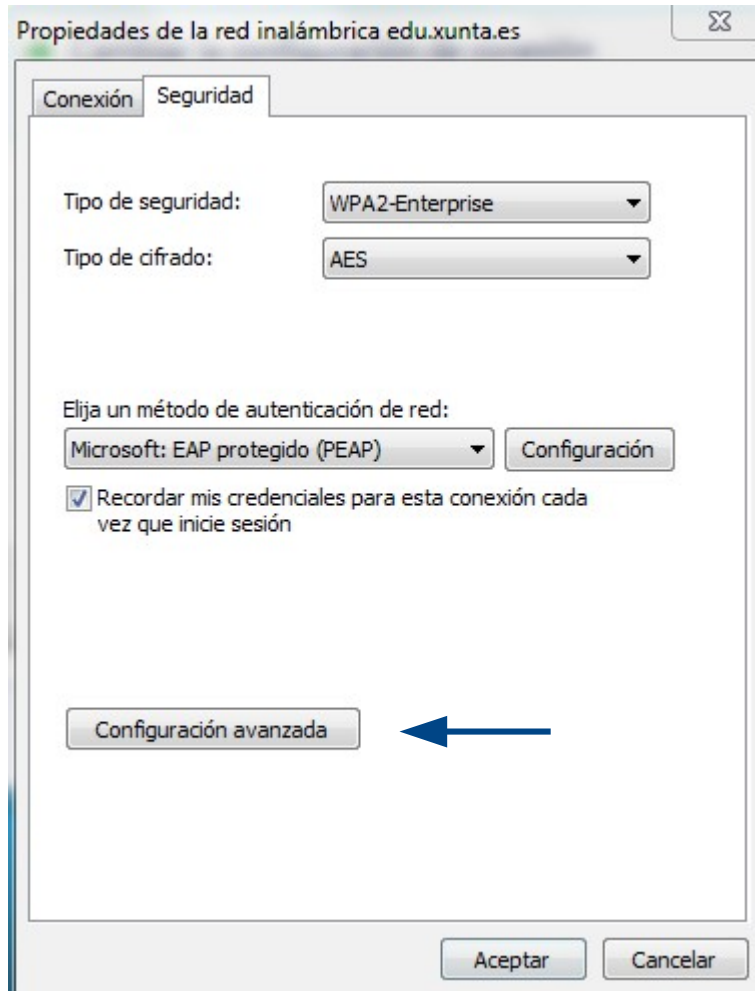 Propiedades de la red inalámbrica edu.xunta.es
Conexión
Seguridad
Tipo de seguridad:
WPA2-Enterprise
Tipo de cifrado:
AES
Elija un método de autenticación de red:
Microsoft: EAP protegido (PEAP)
Configuración
Recordar mis credenciales para esta conexión cada
vez que inicie sesión
Configuración avanzada
Aceptar
Cancelar